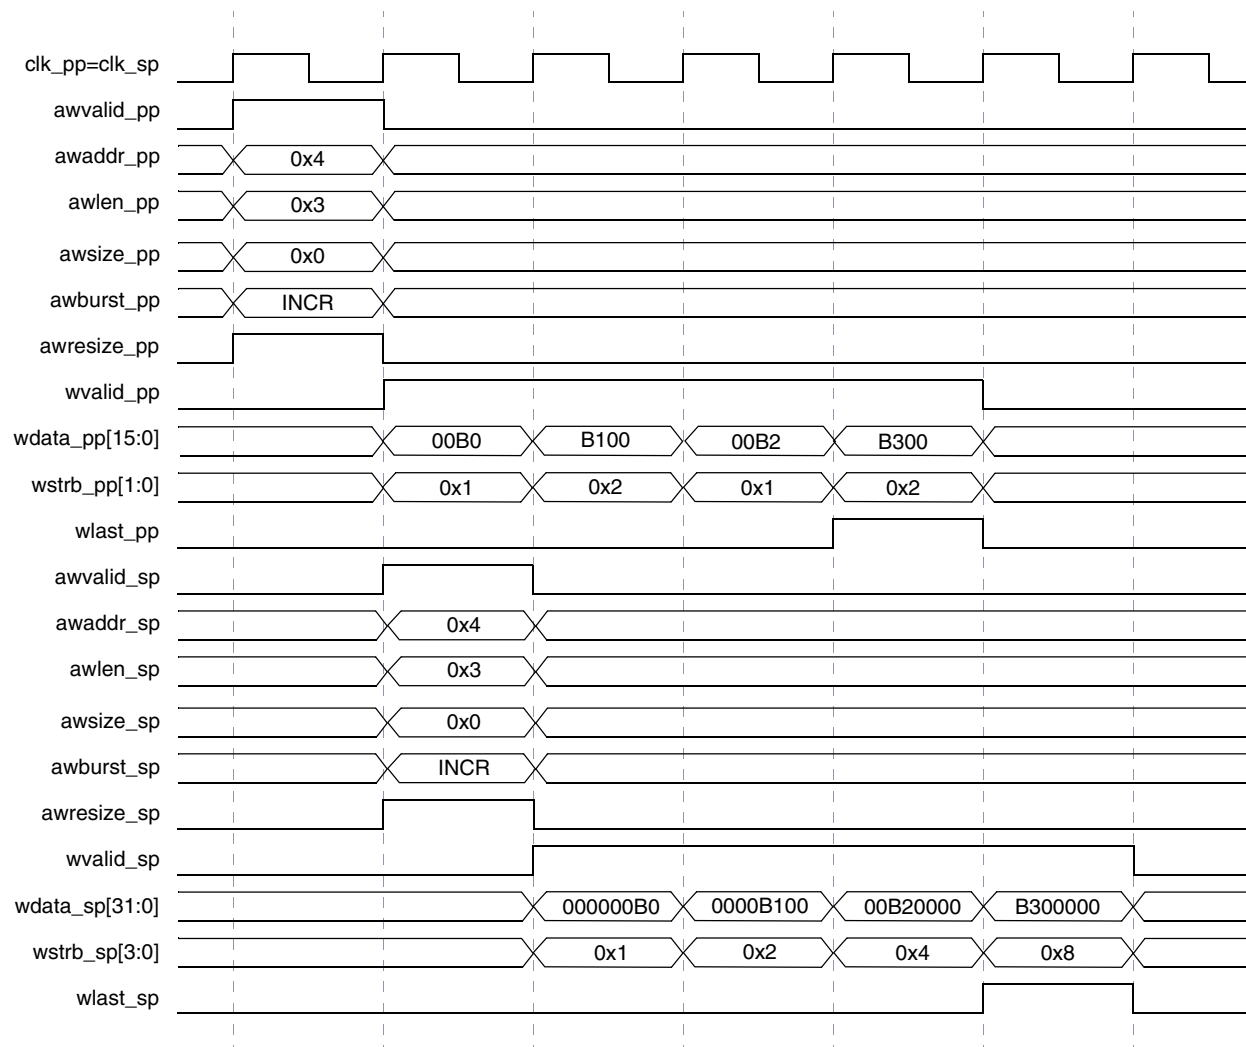 clk_pp=clk_sp
awvalid_pp
awaddr_pp 0x4
awlen_pp 0x3
awsize_pp 0x0
awburst_pp INCR
awresize_pp
wvalid_pp
wdata_pp[15:0] 00B0 B100 00B2 B300
wstrb_pp[1:0] 0x1 0x2 0x1 0x2
wlast_pp
awvalid_sp
awaddr_sp 0x4
awlen_sp 0x3
awsize_sp 0x0
awburst_sp INCR
awresize_sp
wvalid_sp
wdata_sp[31:0] 000000B0 0000B100 00B20000 B300000
wstrb_sp[3:0] 0x1 0x2 0x4 0x8
wlast_sp